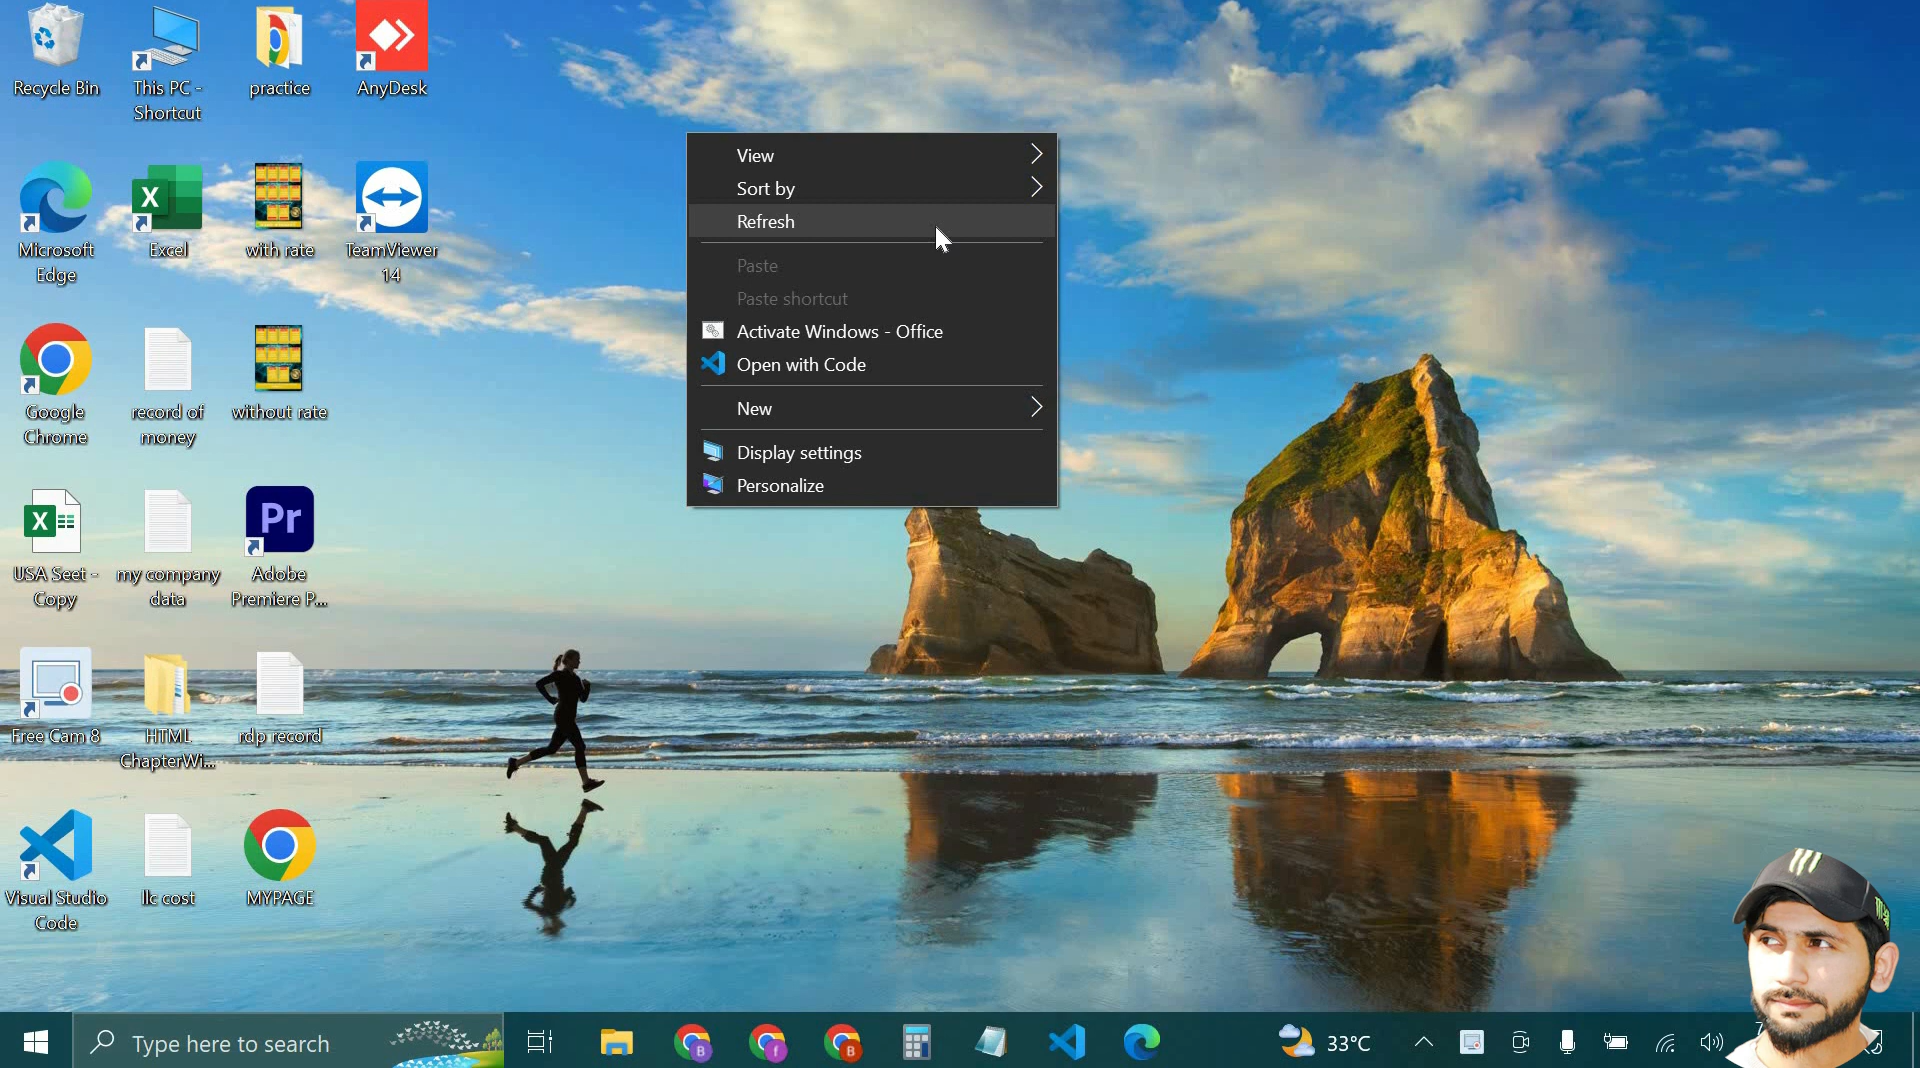 Recycle Bin
This PC -
Shortcut
practice
AnyDesk
Microsoft
Edge
Excel
with rate
TeamViewer
14
Google
Chrome
record of
money
without rate
USA Seet -
Copy
my company
data
Pr
Adobe
Premiere P...
Free Cam 8
HTML
ChapterWi...
rdp record
Visual Studio
Code
llc cost
MYPAGE
View
Sort by
Refresh
Paste
Paste shortcut
Activate Windows - Office
Open with Code
New
Display settings
Personalize
Type here to search
B
f
B
33°C